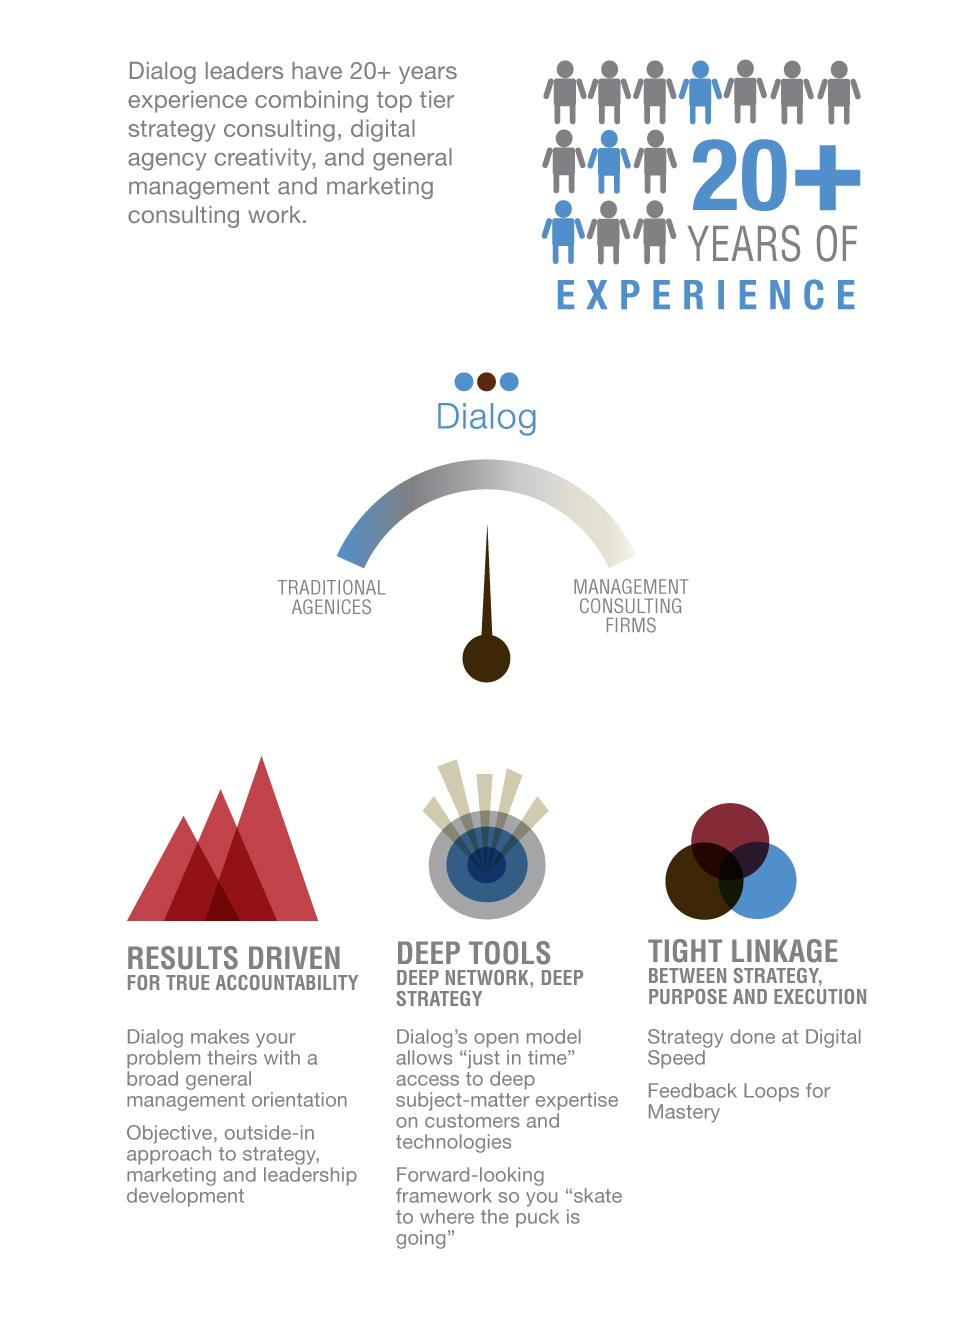 Dialog leaders have 20+ years
experience combining top tier
strategy consulting, digital
agency creativity, and general
management and marketing
consulting work.
20+
YEARS OF
EXPERIENCE
Dialog
TRADITIONAL
AGENICES
MANAGEMENT
CONSULTING
FIRMS
RESULTS DRIVEN
FOR TRUE ACCOUNTABILITY
Dialog makes your
problem theirs with a
broad general
management orientation
Objective, outside-in
approach to strategy,
marketing and leadership
development
DEEP TOOLS
DEEP NETWORK, DEEP
STRATEGY
Dialog’s open model
allows “just in time”
access to deep
subject-matter expertise
on customers and
technologies
Forward-looking
framework so you “skate
to where the puck is
going”
TIGHT LINKAGE
BETWEEN STRATEGY,
PURPOSE AND EXECUTION
Strategy done at Digital
Speed
Feedback Loops for
Mastery